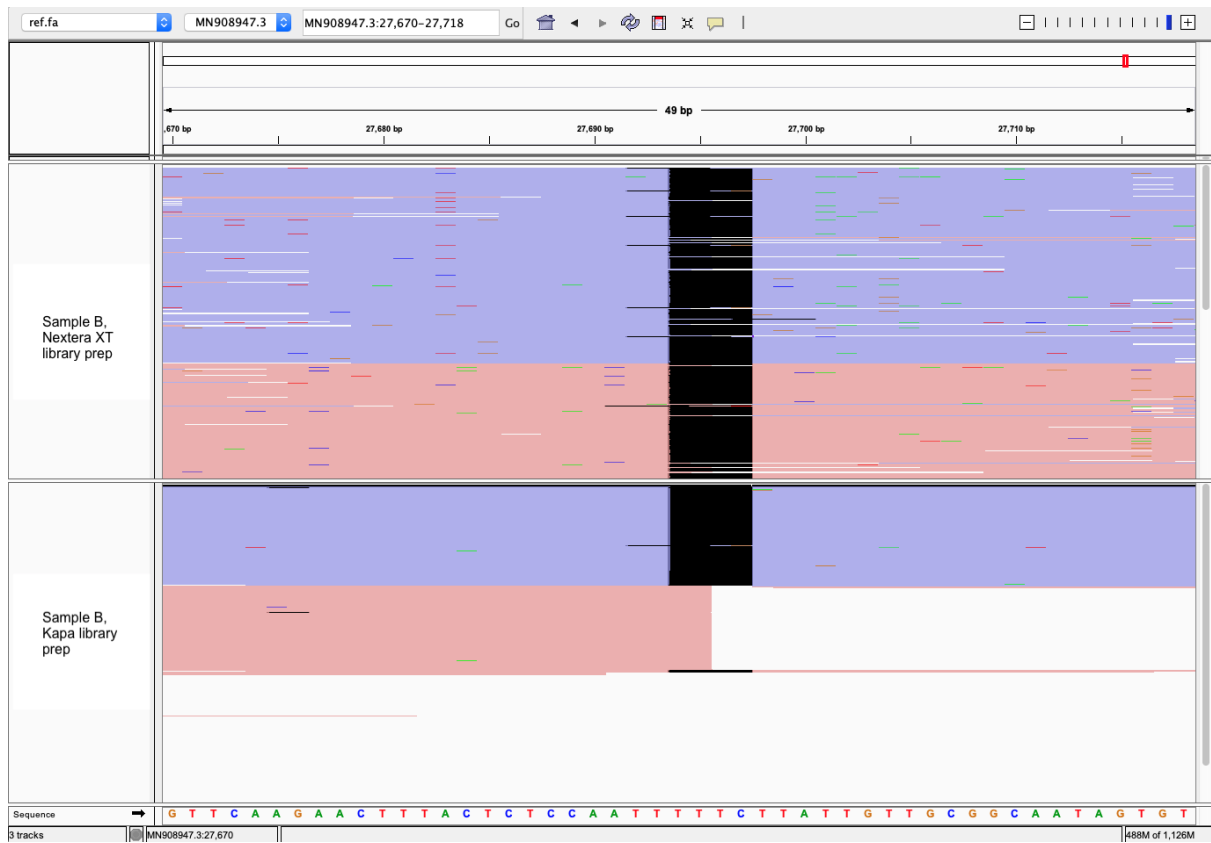 ref.fa MN908947.3 MN908947.3:27,670-27,718 Go
49 bp
,670 bp 27,680 bp 27,690 bp 27,700 bp 27,710 bp
Sample B,
Nextera XT
library prep
Sample B,
Kapa library
prep
Sequence G T T C A A G A A C T T T A C T C T C C A A T T T T T C T T A T T G T T G C G G C A A T A G T G T
3 tracks MN908947.3:27,670 488M of 1,126M